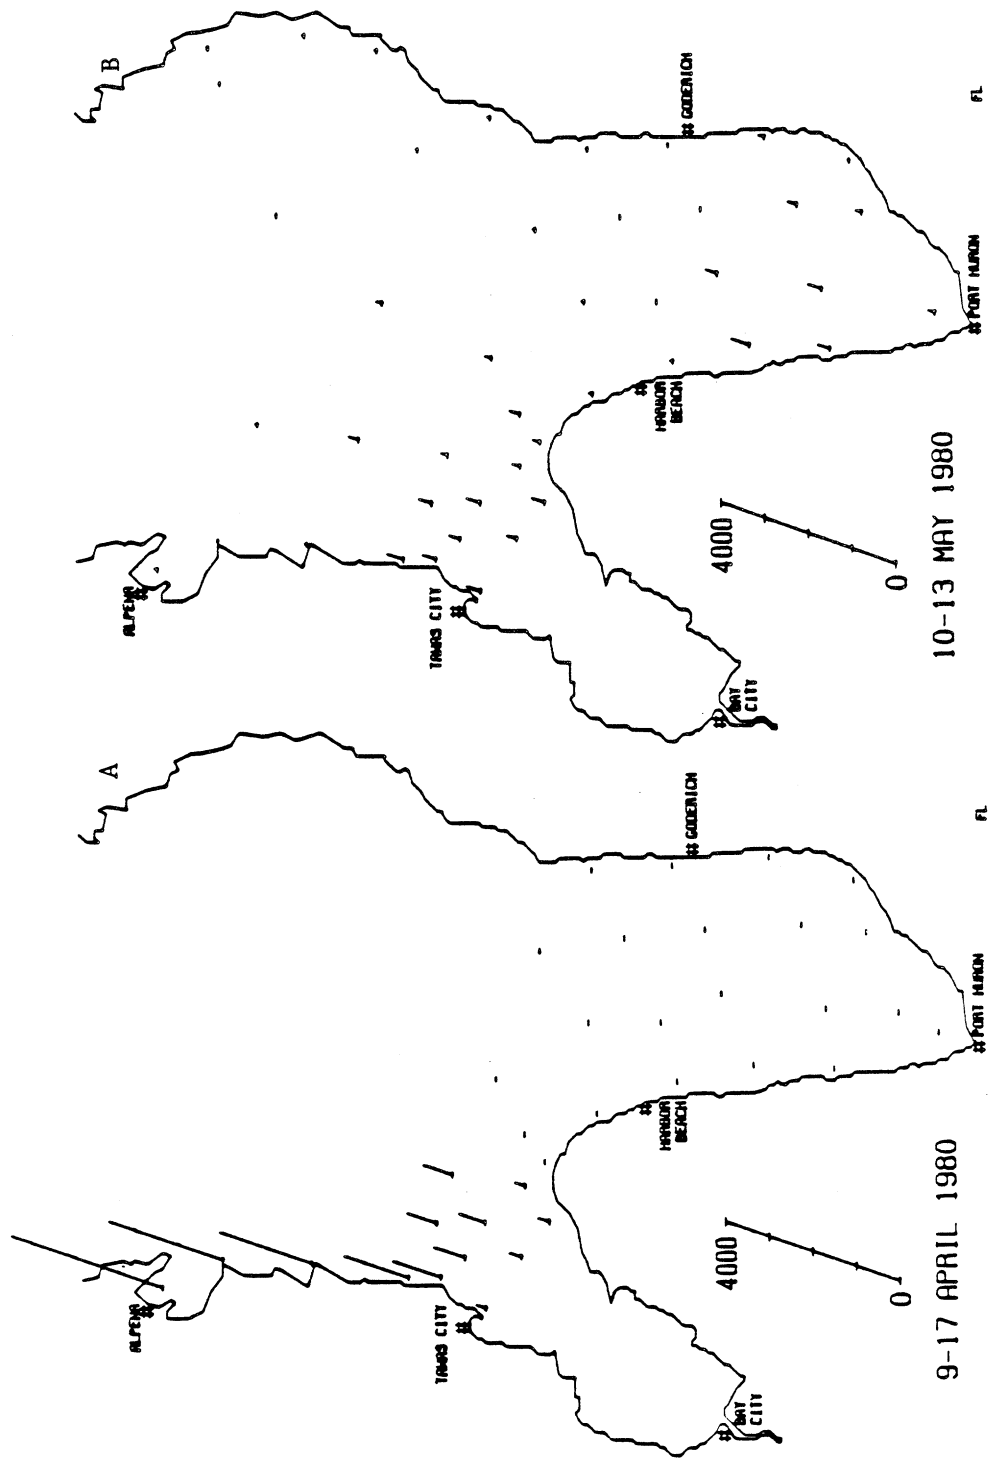 B
ALPENA
TAWAS CITY
BAY
CITY
HARBOR
BEACH
GODERICH
PORT HURON
4000
0
10-13 MAY 1980
FL
A
ALPENA
TAWAS CITY
BAY
CITY
HARBOR
BEACH
GODERICH
PORT HURON
4000
0
9-17 APRIL 1980
FL